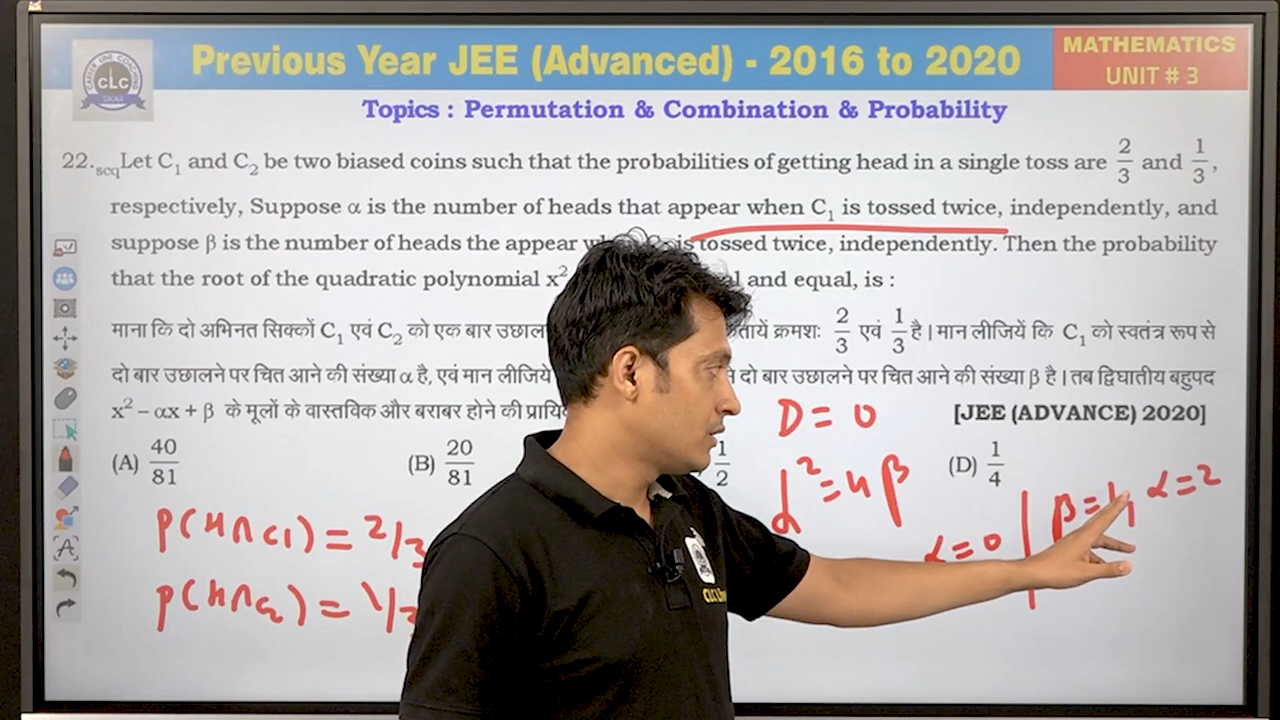 Previous Year JEE (Advanced) - 2016 to 2020
MATHEMATICS
UNIT # 3
CAREER LINE COACHING
CLC
SIKAR
Topics : Permutation & Combination & Probability
22. scq Let C₁ and C₂ be two biased coins such that the probabilities of getting head in a single toss are 2/3 and 1/3,
respectively, Suppose α is the number of heads that appear when C₁ is tossed twice, independently, and
suppose β is the number of heads the appear is tossed twice, independently. Then the probability
that the root of the quadratic polynomial x² and equal, is :
माना कि दो अभिनत सिक्कों C₁ एवं C₂ को एक बार उछाल क्रमशः 2/3 एवं 1/3 है। मान लीजियें कि C₁ को स्वतंत्र रूप से
दो बार उछालने पर चित आने की संख्या α है, एवं मान लीजिये दो बार उछालने पर चित आने की संख्या β है। तब द्विघातीय बहुपद
x² – αx + β के मूलों के वास्तविक और बराबर होने की
[JEE (ADVANCE) 2020]
(A) 40/81 (B) 20/81 1/2 (D) 1/4
D = 0
α² = 4β
α = 0 | β = 1, α = 2
P(H∩C1) = 2/3
P(H∩C2) = 1/3